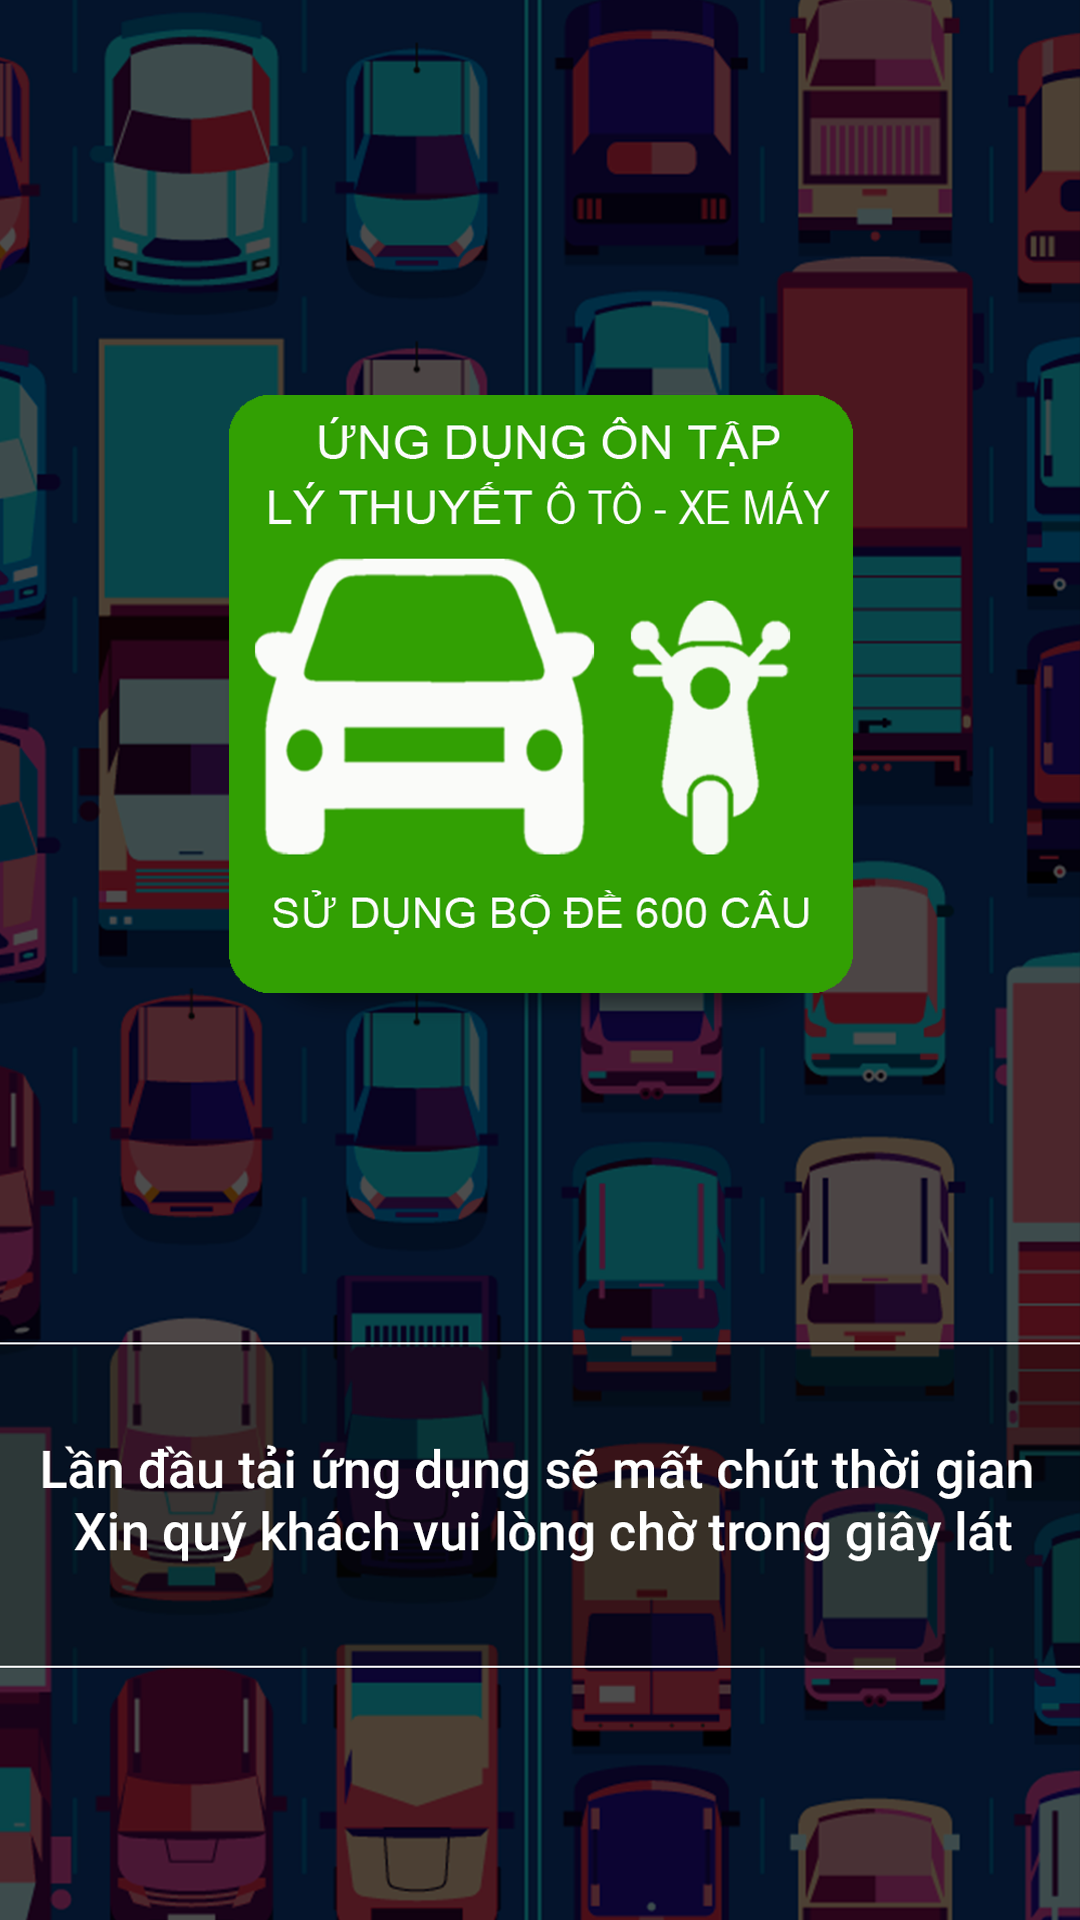 ỨNG DỤNG ÔN TẬP
LÝ THUYẾT Ô TÔ - XE MÁY
SỬ DỤNG BỘ ĐỀ 600 CÂU
Lần đầu tải ứng dụng sẽ mất chút thời gian
Xin quý khách vui lòng chờ trong giây lát